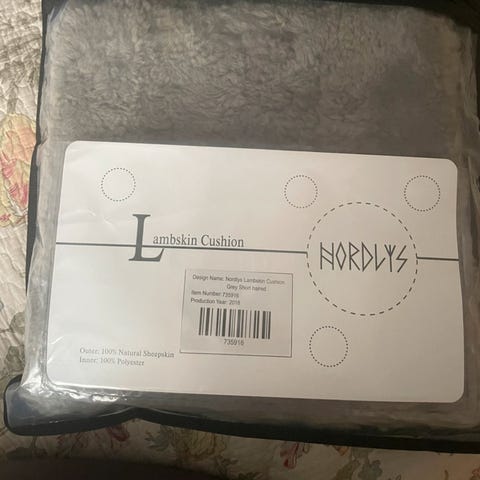 Lambskin Cushion
NORDLYS
Design Name: Nordlys Lambskin Cushion
Grey Short haired
Item Number: 735916
Production Year: 2016
735916
Outer: 100% Natural Sheepskin
Inner: 100% Polyester